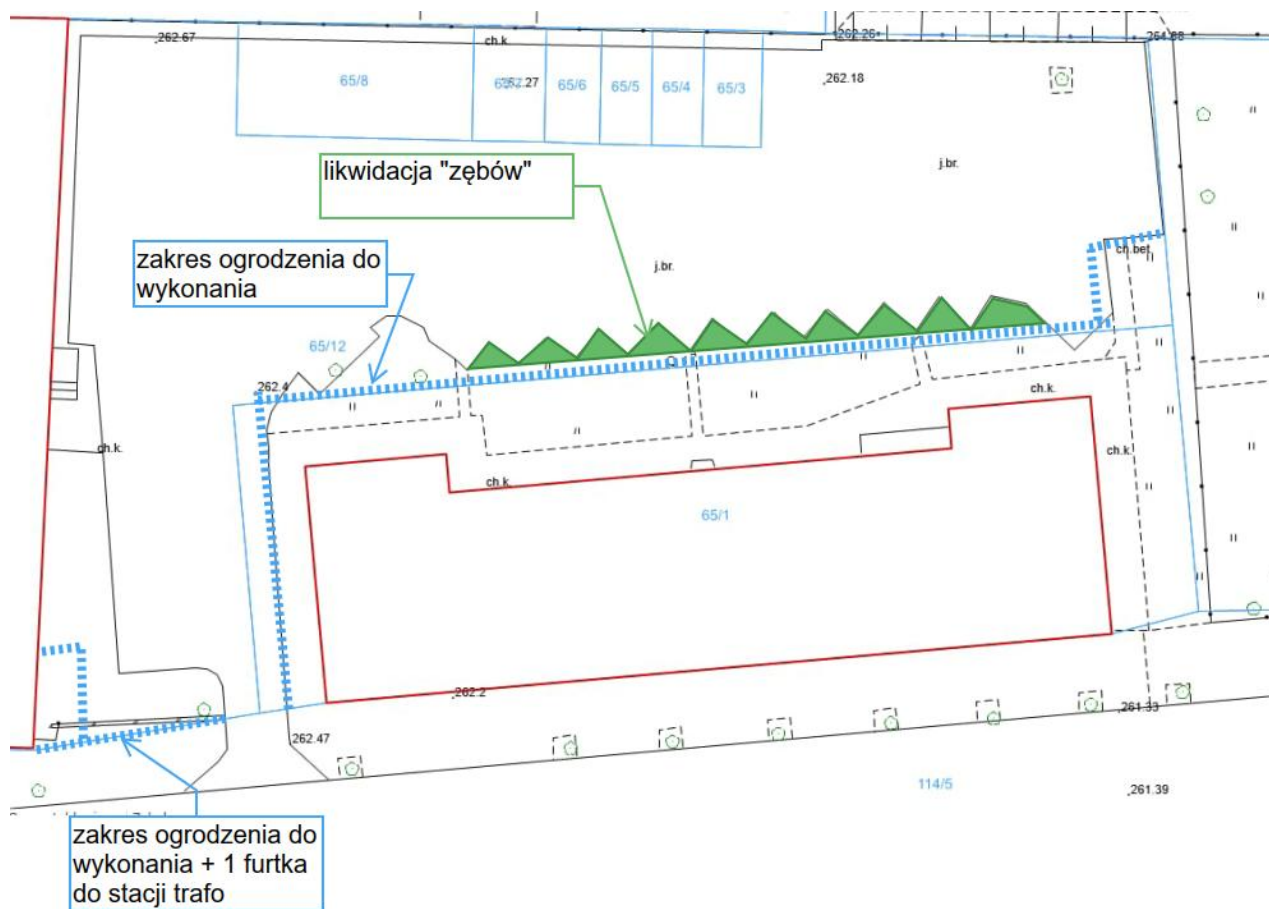 262.67
ch.k.
262.26
264.88
65/8
262.27
65/6
65/5
65/4
65/3
262.18
likwidacja "zębów"
j.br.
zakres ogrodzenia do
wykonania
j.br.
ch.bet.
65/12
262.4
ch.k.
ch.k.
ch.k.
ch.k.
65/1
262.2
262.47
261.33
114/5
261.39
zakres ogrodzenia do
wykonania + 1 furtka
do stacji trafo